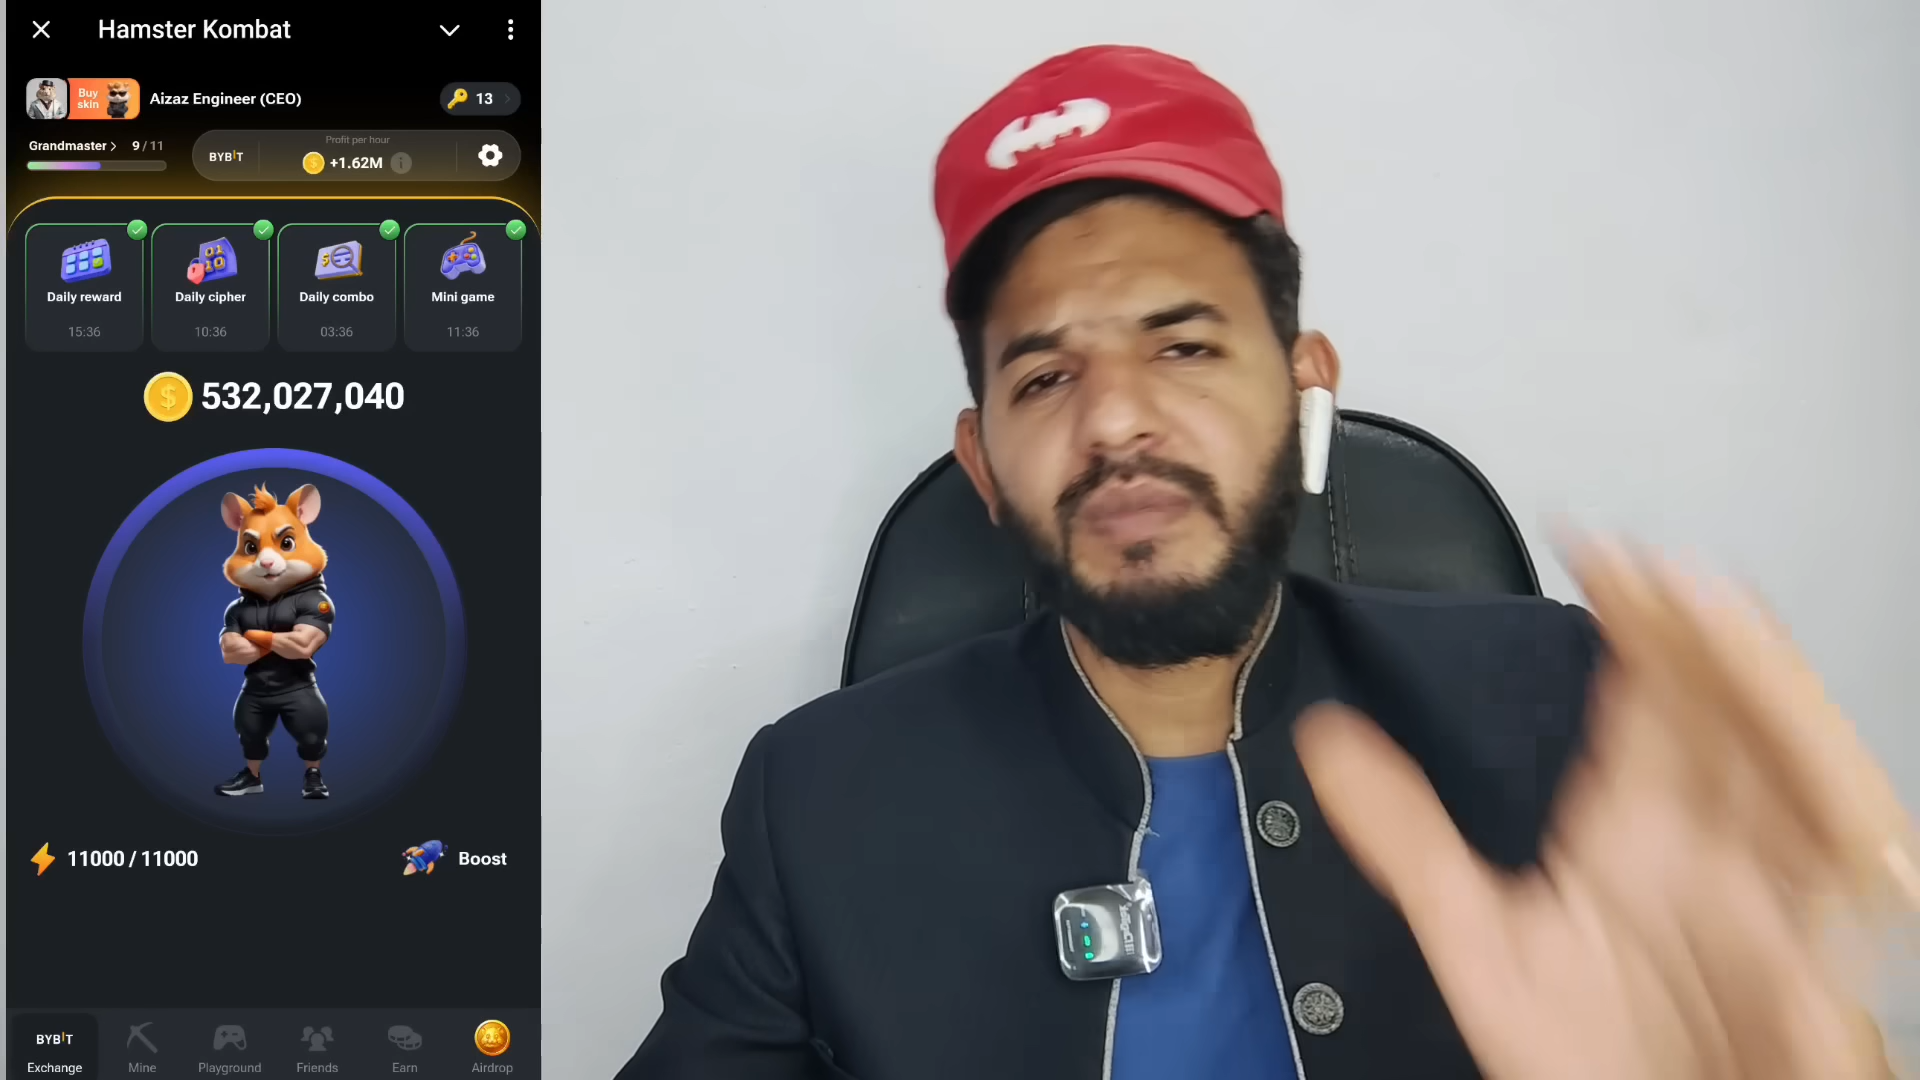 Hamster Kombat
Buy
skin
Aizaz Engineer (CEO)
13
Grandmaster > 9 / 11
BYBIT
Profit per hour
+1.62M
Daily reward
Daily cipher
Daily combo
Mini game
15:36
10:36
03:36
11:36
532,027,040
11000 / 11000
Boost
BYBIT
Exchange
Mine
Playground
Friends
Earn
Airdrop